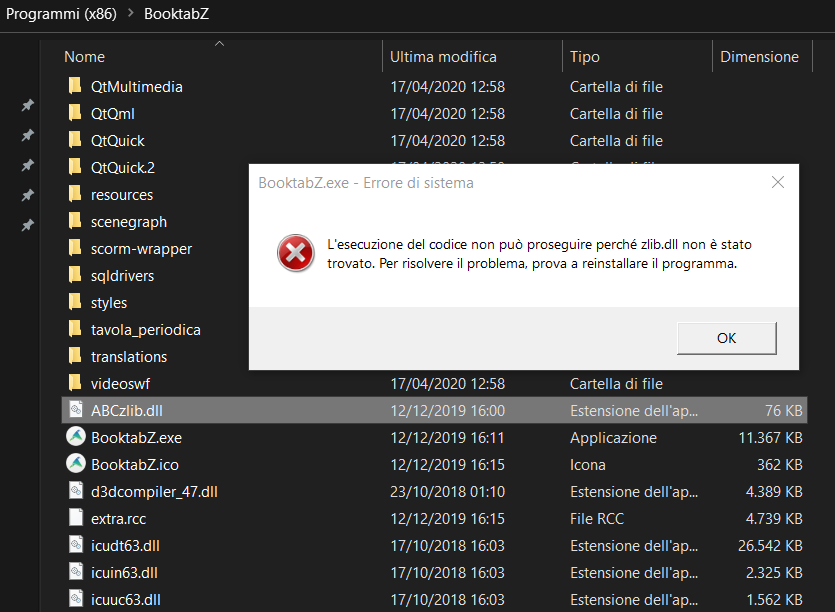 Programmi (x86) > BooktabZ
Nome Ultima modifica Tipo Dimensione
QtMultimedia 17/04/2020 12:58 Cartella di file
QtQml 17/04/2020 12:58 Cartella di file
QtQuick 17/04/2020 12:58 Cartella di file
QtQuick.2
resources
scenegraph
scorm-wrapper
sqldrivers
styles
tavola_periodica
translations
BooktabZ.exe - Errore di sistema
L'esecuzione del codice non può proseguire perché zlib.dll non è stato
trovato. Per risolvere il problema, prova a reinstallare il programma.
OK
videoswf 17/04/2020 12:58 Cartella di file
ABCzlib.dll 12/12/2019 16:00 Estensione dell'ap... 76 KB
BooktabZ.exe 12/12/2019 16:11 Applicazione 11.367 KB
BooktabZ.ico 12/12/2019 16:15 Icona 362 KB
d3dcompiler_47.dll 23/10/2018 01:10 Estensione dell'ap... 4.389 KB
extra.rcc 12/12/2019 16:15 File RCC 4.739 KB
icudt63.dll 17/10/2018 16:03 Estensione dell'ap... 26.542 KB
icuin63.dll 17/10/2018 16:03 Estensione dell'ap... 2.325 KB
icuuc63.dll 17/10/2018 16:03 Estensione dell'ap... 1.562 KB